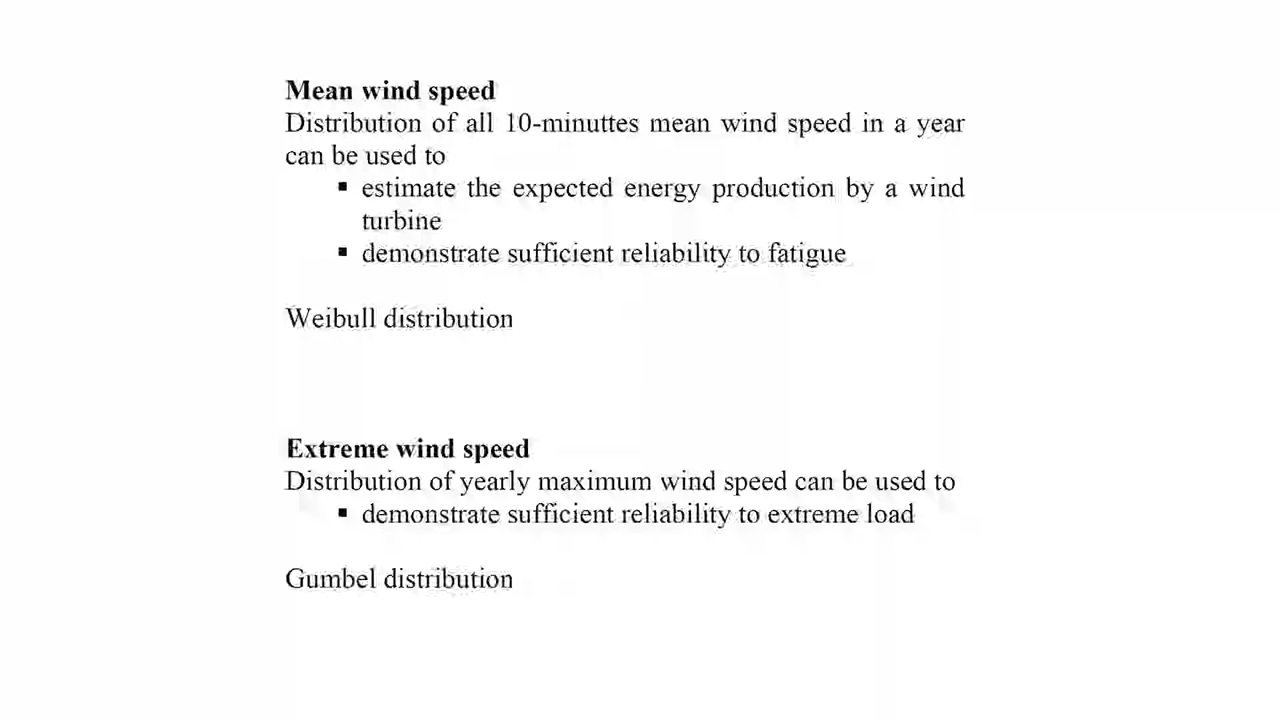 Mean wind speed
Distribution of all 10-minuttes mean wind speed in a year
can be used to
▪ estimate the expected energy production by a wind
turbine
▪ demonstrate sufficient reliability to fatigue
Weibull distribution
Extreme wind speed
Distribution of yearly maximum wind speed can be used to
▪ demonstrate sufficient reliability to extreme load
Gumbel distribution